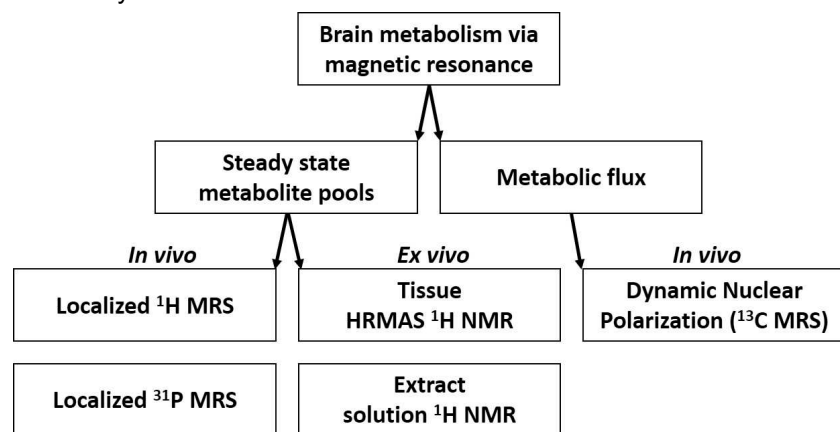 Brain metabolism via
magnetic resonance
Steady state
metabolite pools
Metabolic flux
In vivo
Ex vivo
In vivo
Localized ¹H MRS
Tissue
HRMAS ¹H NMR
Dynamic Nuclear
Polarization (¹³C MRS)
Localized ³¹P MRS
Extract
solution ¹H NMR